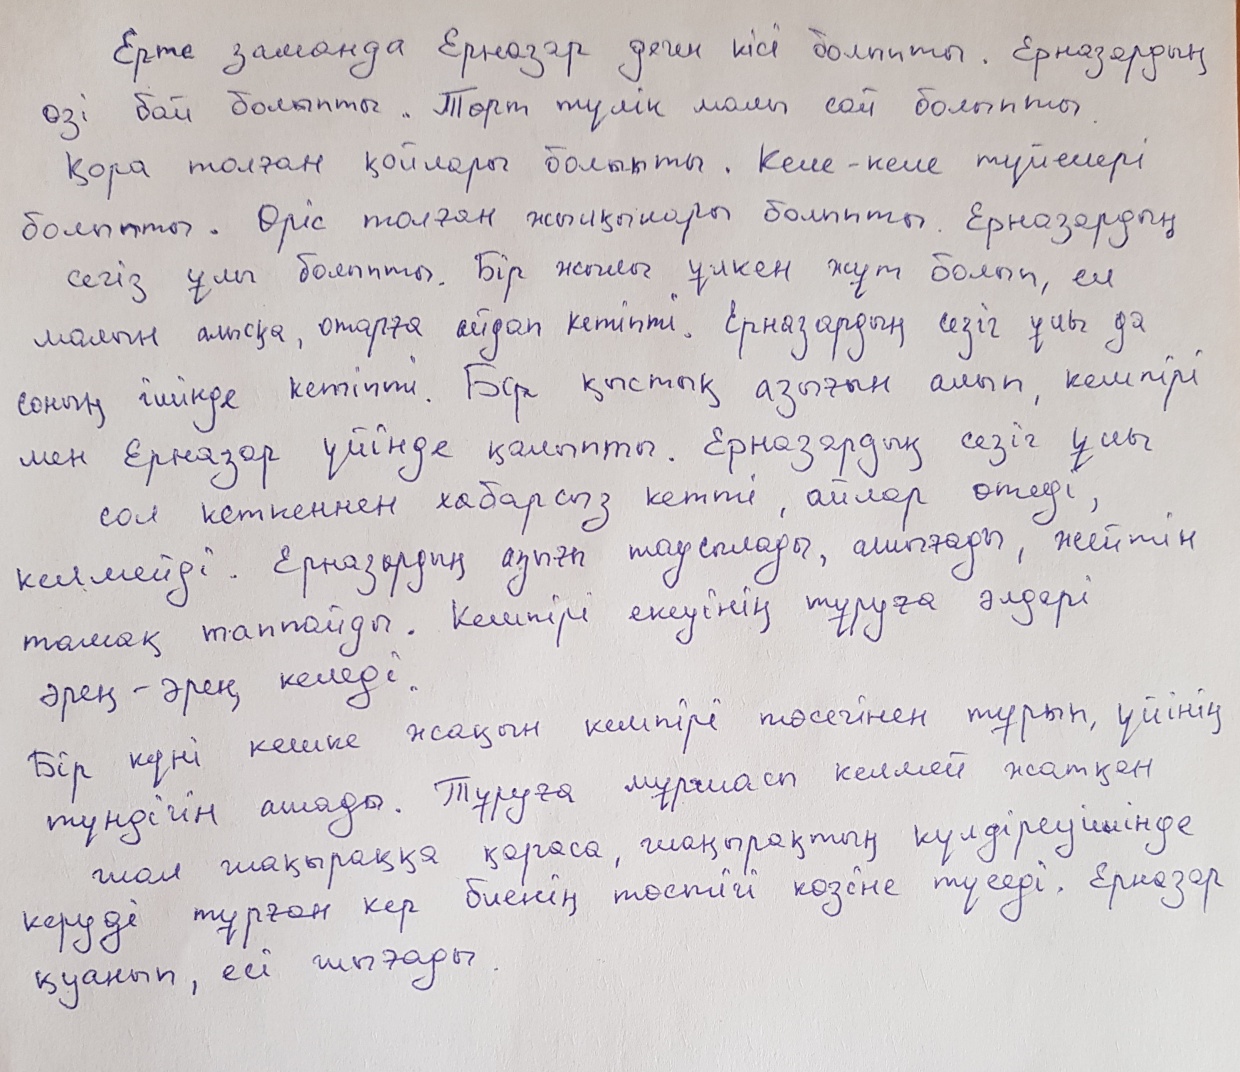 Ерте заманда Ерназар деген кісі болыпты. Ерназардың
өзі бай болыпты. Төрт түлік малы сай болыпты.
Қора толған қойлары болыпты. Келе-келе түйелері
болыпты. Өріс толған жылқылары болыпты. Ерназардың
сегіз ұлы болыпты. Бір жылы үлкен жұт болып, ел
малын алысқа, отарға айдап кетіпті. Ерназардың сегіз ұлы да
соның ішінде кетіпті. Бір қыстық азығын алып, кемпірі
мен Ерназар үйінде қалыпты. Ерназардың сегіз ұлы
сол кеткеннен хабарсыз кетті, айлар өтеді,
келмейді. Ерназардың азығы таусылады, ашығады, жейтін
тамақ таппайды. Кемпірі екеуінің тұруға әлдері
әрең-әрең келеді.
Бір күні кешке жақын кемпірі төсегінен тұрып, үйінің
түндігін ашады. Тұруға мұршасы келмей жатқан
шал шаңыраққа қараса, шаңырақтың күлдіреуішінде
керулі тұрған кер биенің төстігі көзіне түседі. Ерназар
қуанып, есі шығады.